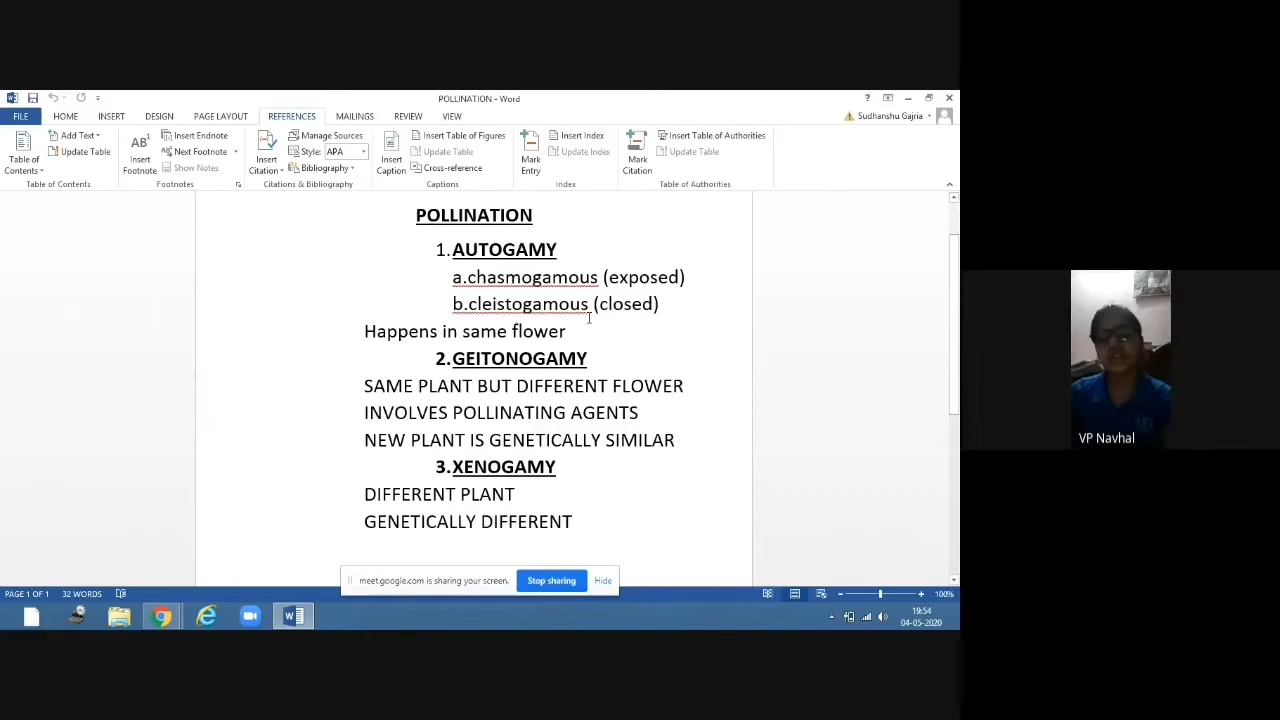 POLLINATION - Word
Sudhanshu Gajria
FILE HOME INSERT DESIGN PAGE LAYOUT REFERENCES MAILINGS REVIEW VIEW
Table of Contents
Add Text
Update Table
Table of Contents
AB1
Insert Footnote
Insert Endnote
Next Footnote
Show Notes
Footnotes
Insert Citation
Manage Sources
Style: APA
Bibliography
Citations & Bibliography
Insert Caption
Insert Table of Figures
Update Table
Cross-reference
Captions
Mark Entry
Insert Index
Update Index
Index
Mark Citation
Insert Table of Authorities
Update Table
Table of Authorities
POLLINATION
1. AUTOGAMY
a.chasmogamous (exposed)
b.cleistogamous (closed)
Happens in same flower
2.GEITONOGAMY
SAME PLANT BUT DIFFERENT FLOWER
INVOLVES POLLINATING AGENTS
NEW PLANT IS GENETICALLY SIMILAR
3.XENOGAMY
DIFFERENT PLANT
GENETICALLY DIFFERENT
meet.google.com is sharing your screen. Stop sharing Hide
PAGE 1 OF 1 32 WORDS 100%
19:54
04-05-2020
VP Navhal